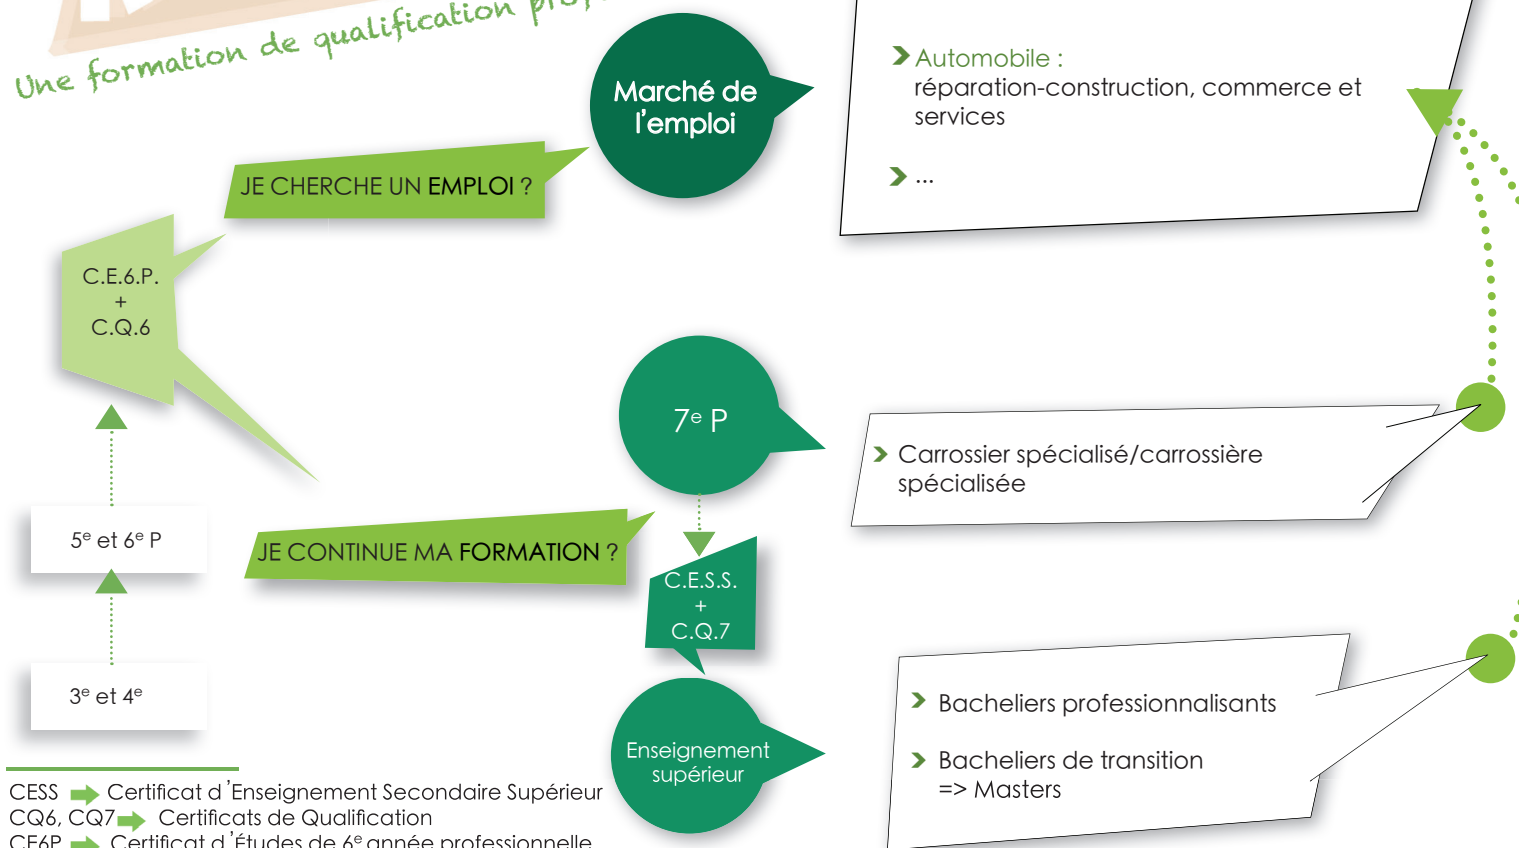 Une formation de qualification
Marché de
l'emploi
Automobile :
réparation-construction, commerce et
services
...
JE CHERCHE UN EMPLOI ?
C.E.6.P.
+
C.Q.6
7e P
Carrossier spécialisé/carrossière
spécialisée
5e et 6e P
JE CONTINUE MA FORMATION ?
C.E.S.S.
+
C.Q.7
3e et 4e
Bacheliers professionnalisants
Bacheliers de transition
=> Masters
Enseignement
supérieur
CESS Certificat d'Enseignement Secondaire Supérieur
CQ6, CQ7 Certificats de Qualification
CE6P Certificat d'Études de 6e année professionnelle